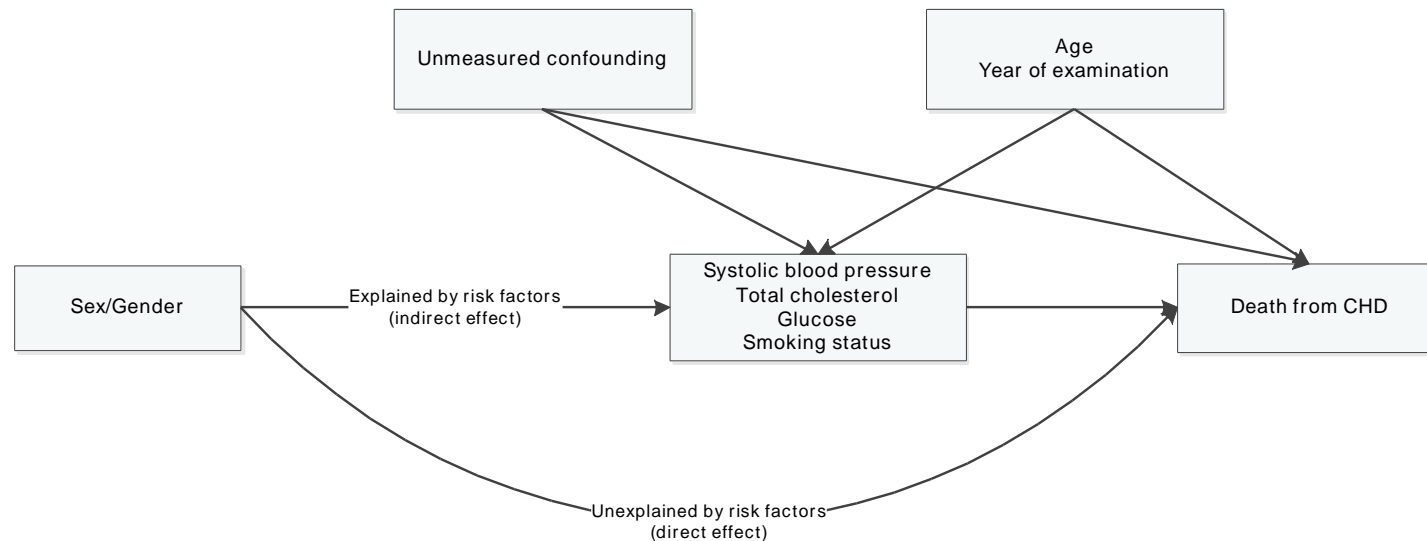 Unmeasured confounding
Age
Year of examination
Sex/Gender
Explained by risk factors
(indirect effect)
Systolic blood pressure
Total cholesterol
Glucose
Smoking status
Death from CHD
Unexplained by risk factors
(direct effect)